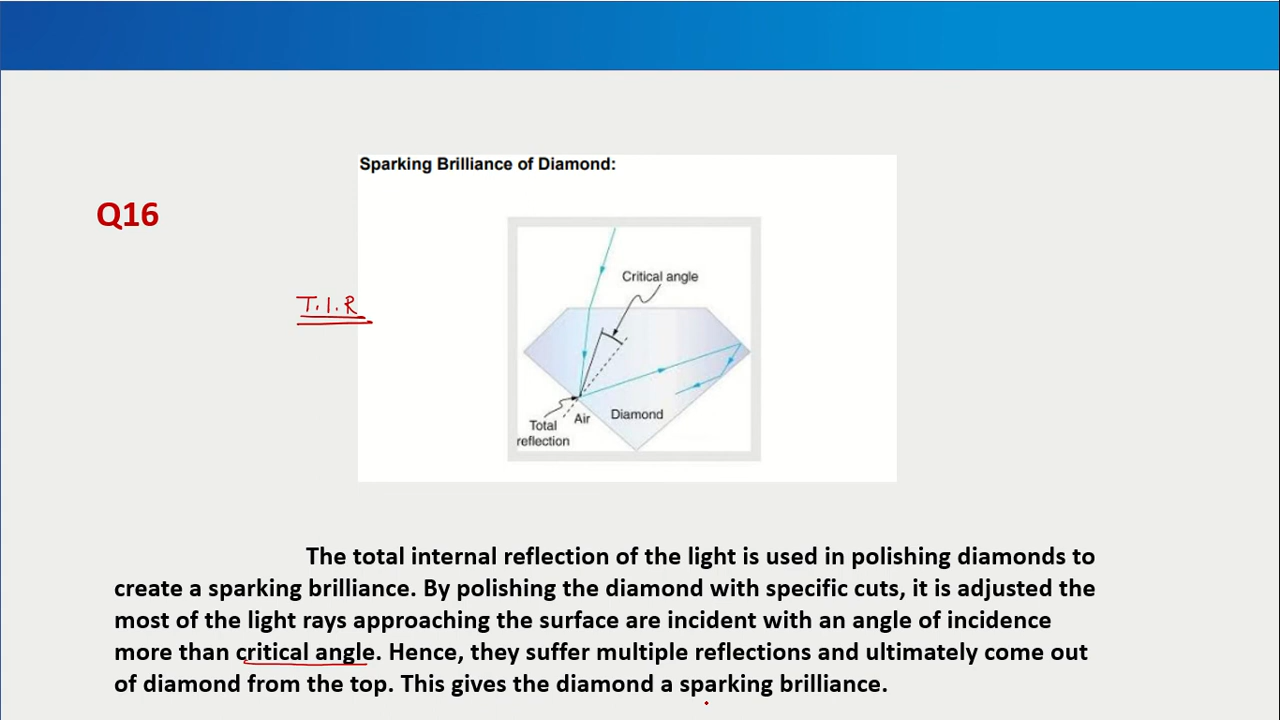 Sparking Brilliance of Diamond:
Q16
T.I.R
Critical angle
Total
reflection
Air
Diamond
The total internal reflection of the light is used in polishing diamonds to
create a sparking brilliance. By polishing the diamond with specific cuts, it is adjusted the
most of the light rays approaching the surface are incident with an angle of incidence
more than critical angle. Hence, they suffer multiple reflections and ultimately come out
of diamond from the top. This gives the diamond a sparking brilliance.